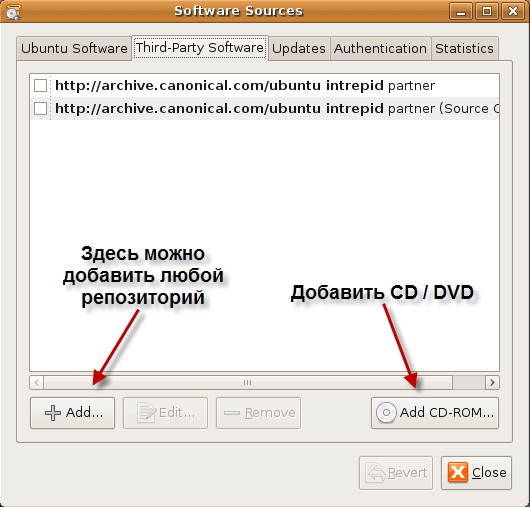 Software Sources
Ubuntu Software Third-Party Software Updates Authentication Statistics
http://archive.canonical.com/ubuntu intrepid partner
http://archive.canonical.com/ubuntu intrepid partner (Source
Здесь можно
добавить любой
репозиторий
Добавить CD / DVD
Add... Edit... Remove Add CD-ROM...
Revert Close